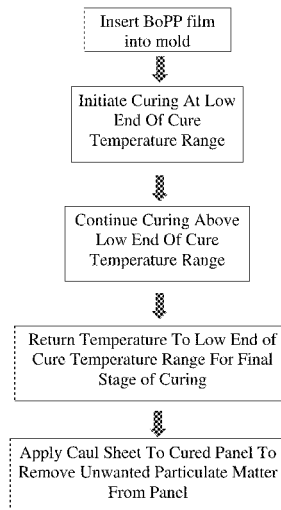 Insert BoPP film
into mold
Initiate Curing At Low
End Of Cure
Temperature Range
Continue Curing Above
Low End Of Cure
Temperature Range
Return Temperature To Low End of
Cure Temperature Range For Final
Stage of Curing
Apply Caul Sheet To Cured Panel To
Remove Unwanted Particulate Matter
From Panel